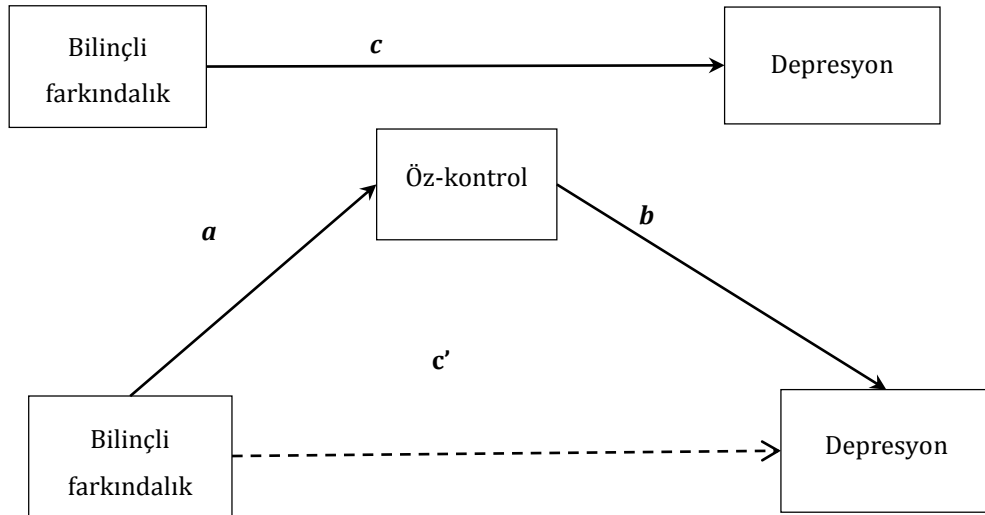 Bilinçli
farkındalık
c
Depresyon
Öz-kontrol
a
b
c’
Bilinçli
farkındalık
Depresyon